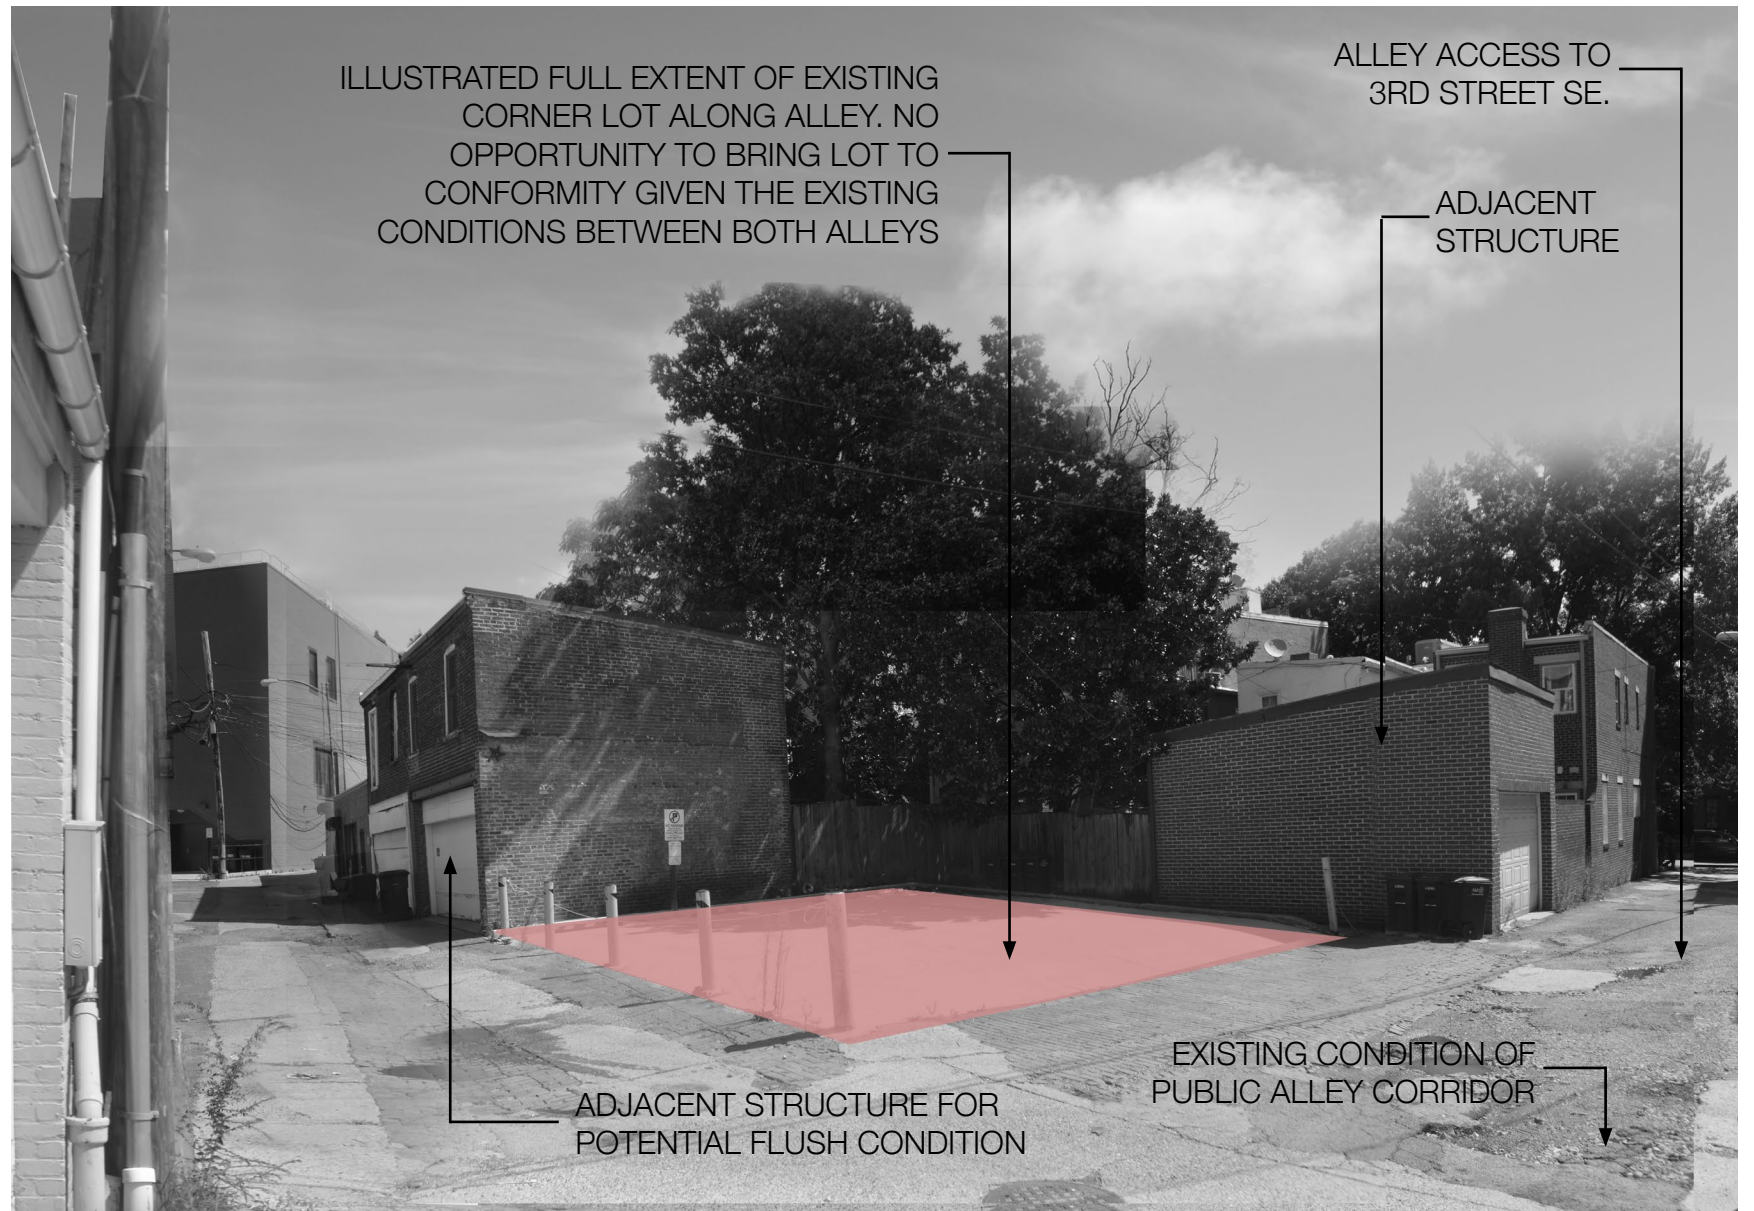 ILLUSTRATED FULL EXTENT OF EXISTING
CORNER LOT ALONG ALLEY. NO
OPPORTUNITY TO BRING LOT TO
CONFORMITY GIVEN THE EXISTING
CONDITIONS BETWEEN BOTH ALLEYS
ALLEY ACCESS TO
3RD STREET SE.
ADJACENT
STRUCTURE
EXISTING CONDITION OF
PUBLIC ALLEY CORRIDOR
ADJACENT STRUCTURE FOR
POTENTIAL FLUSH CONDITION